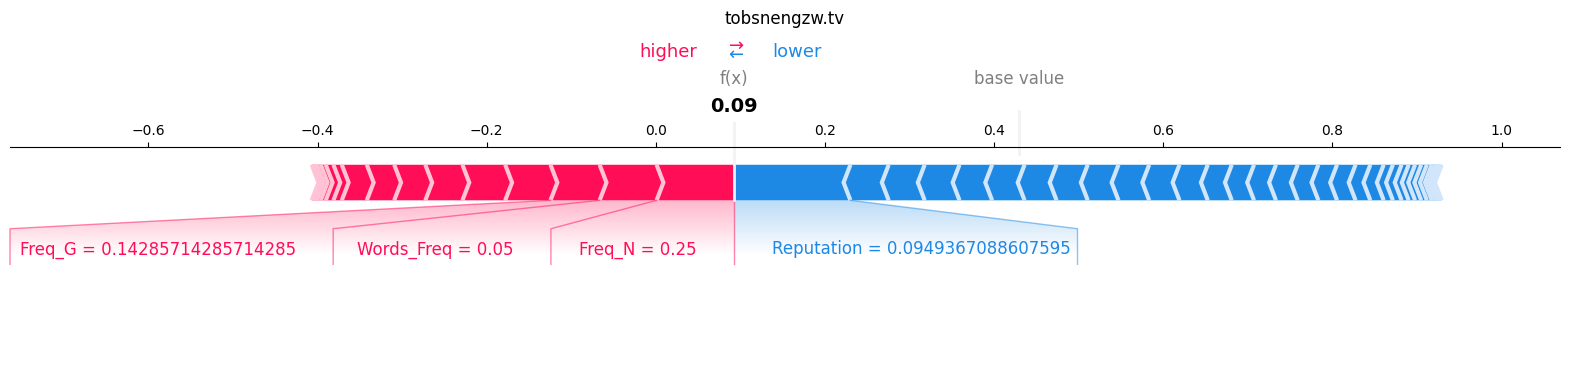 tobsnengzw.tv
higher → ← lower
f(x) base value
0.09
−0.6 −0.4 −0.2 0.0 0.2 0.4 0.6 0.8 1.0
Freq_G = 0.14285714285714285 Words_Freq = 0.05 Freq_N = 0.25 Reputation = 0.0949367088607595